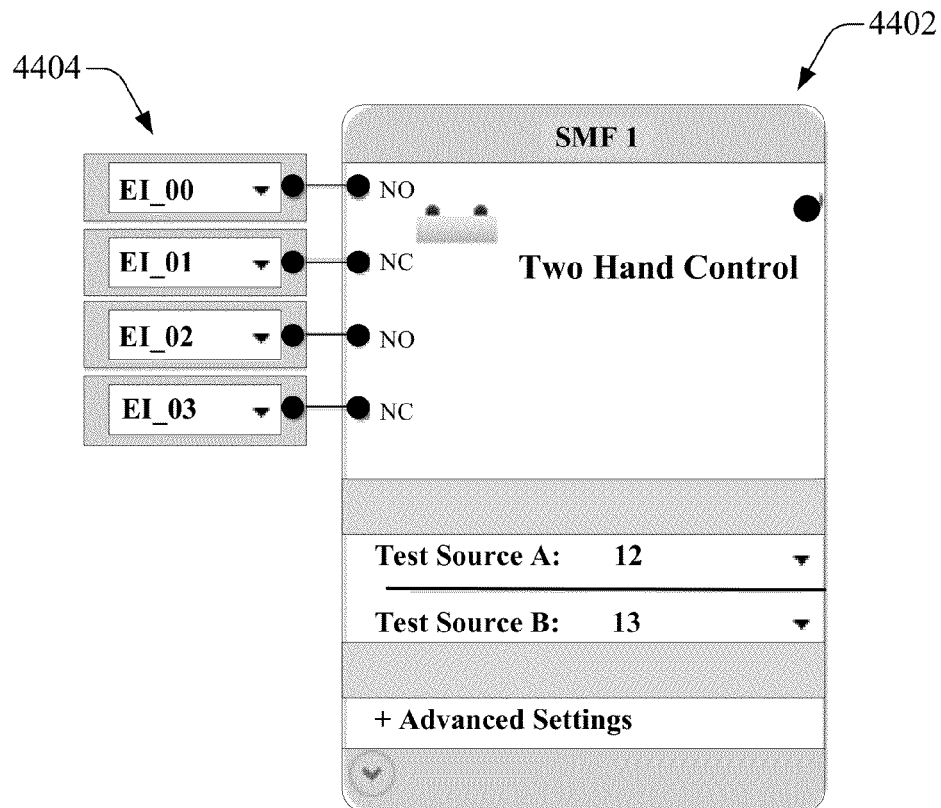 4402
4404
SMF 1
EI_00 NO
EI_01 NC
Two Hand Control
EI_02 NO
EI_03 NC
Test Source A: 12
Test Source B: 13
+ Advanced Settings